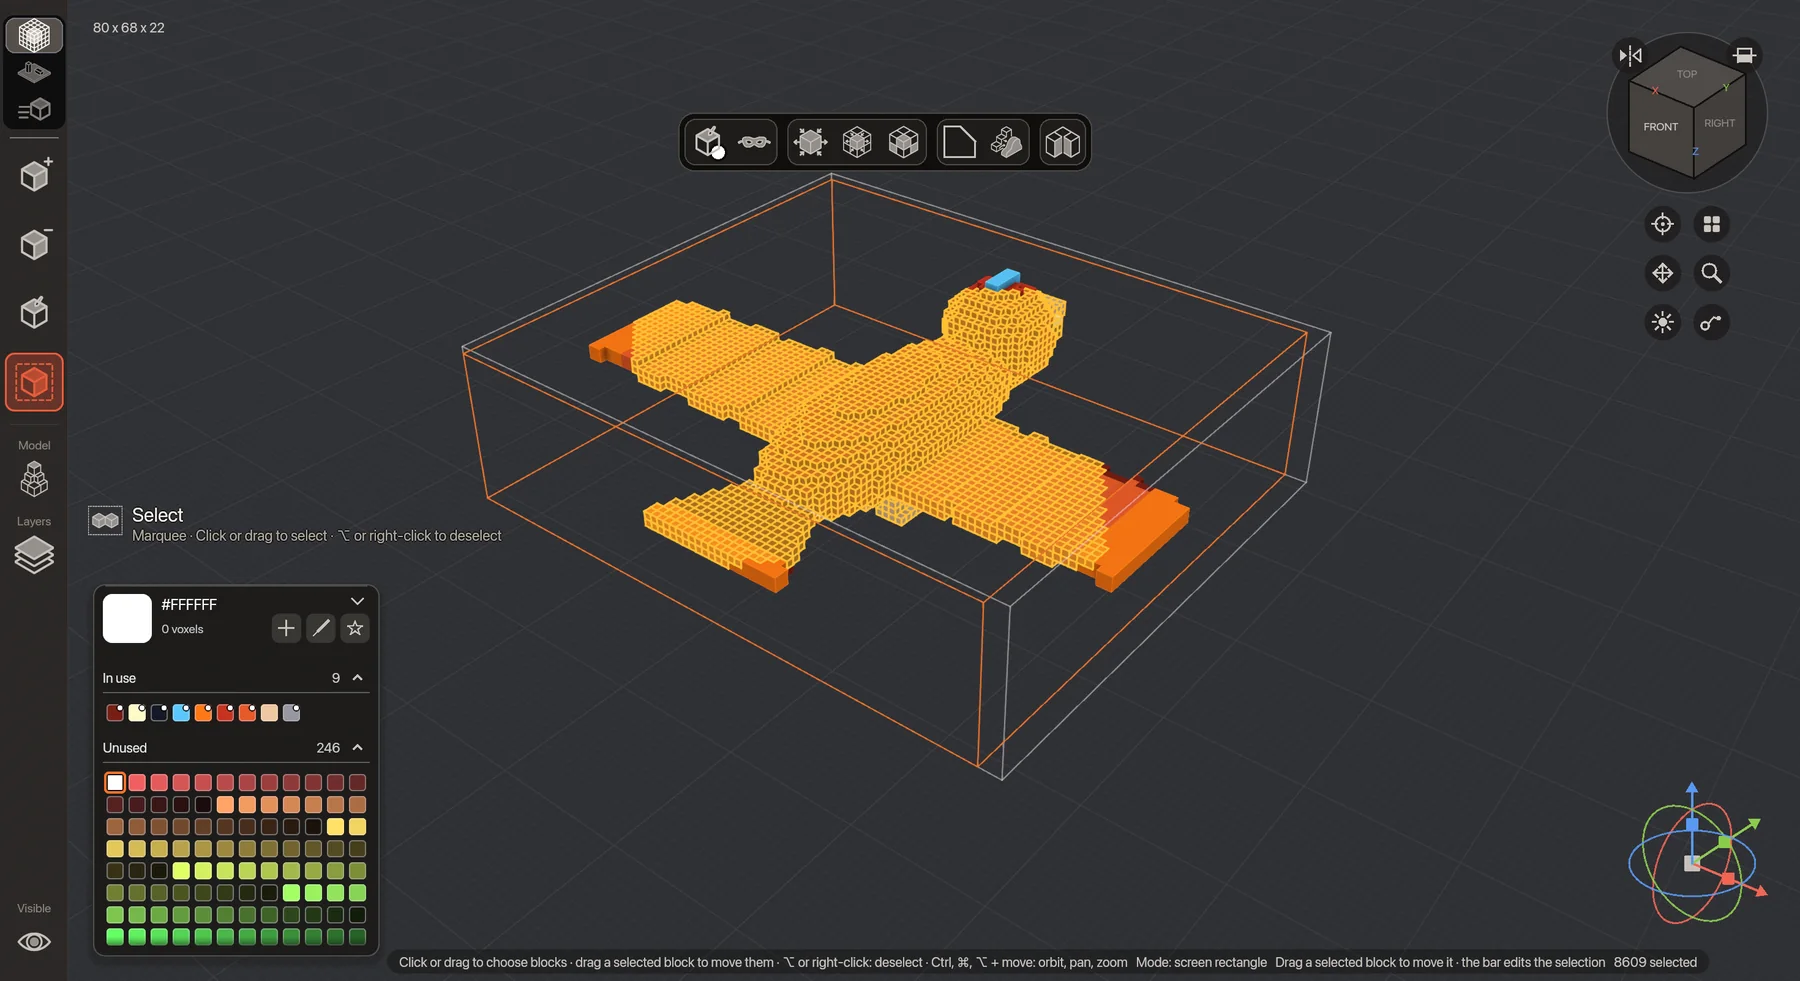 80 x 68 x 22
TOP
X
Y
FRONT
RIGHT
Z
Model
Layers
Select
Marquee · Click or drag to select · ⌥ or right-click to deselect
#FFFFFF
0 voxels
In use 9
Unused 246
Visible
Click or drag to choose blocks · drag a selected block to move them · ⌥ or right-click: deselect · Ctrl, ⌘, ⌥ + move: orbit, pan, zoom Mode: screen rectangle Drag a selected block to move it · the bar edits the selection 8609 selected